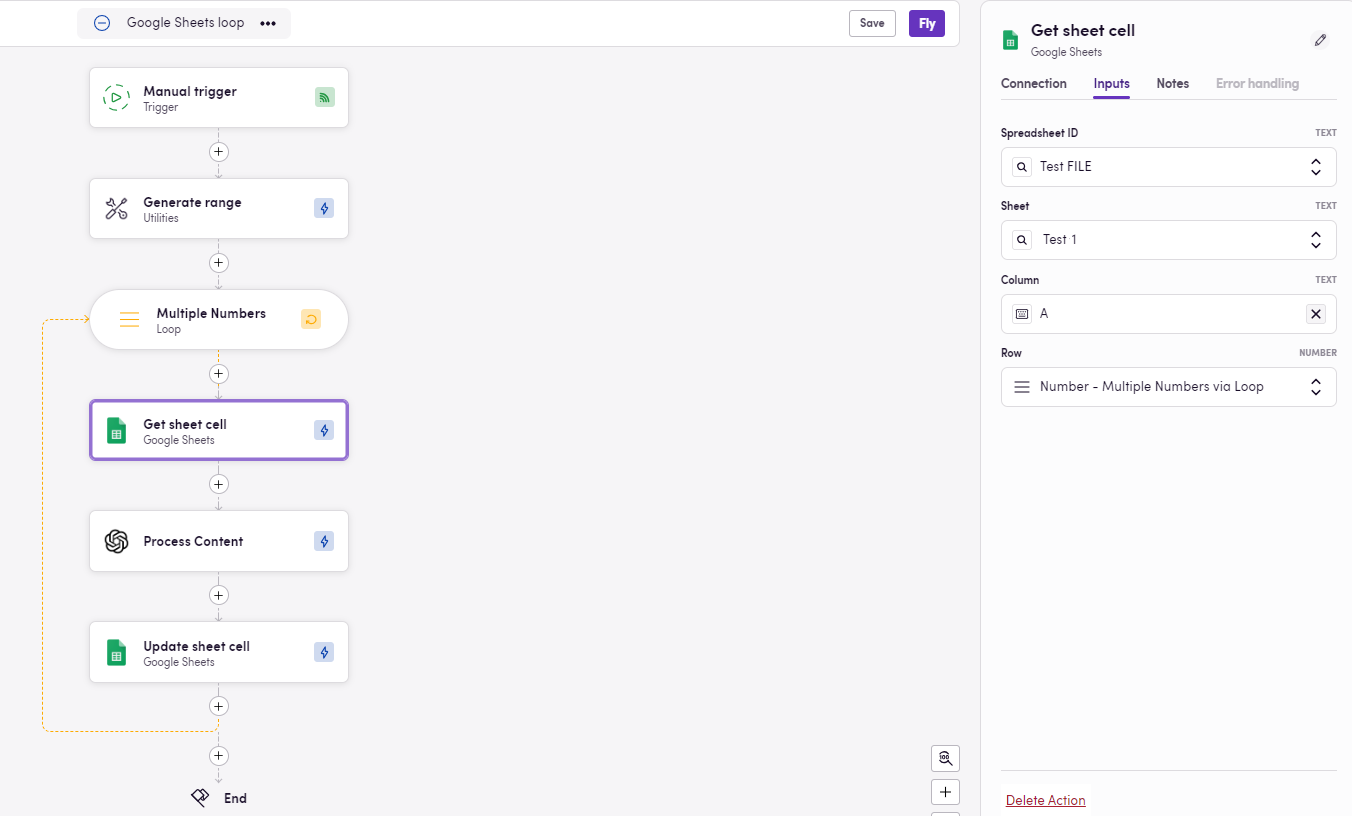 Google Sheets loop
Save
Fly
Manual trigger
Trigger
Generate range
Utilities
Multiple Numbers
Loop
Get sheet cell
Google Sheets
Process Content
Update sheet cell
Google Sheets
End
100
Get sheet cell
Google Sheets
Connection Inputs Notes Error handling
Spreadsheet ID TEXT
Test FILE
Sheet TEXT
Test 1
Column TEXT
A
Row NUMBER
Number - Multiple Numbers via Loop
Delete Action